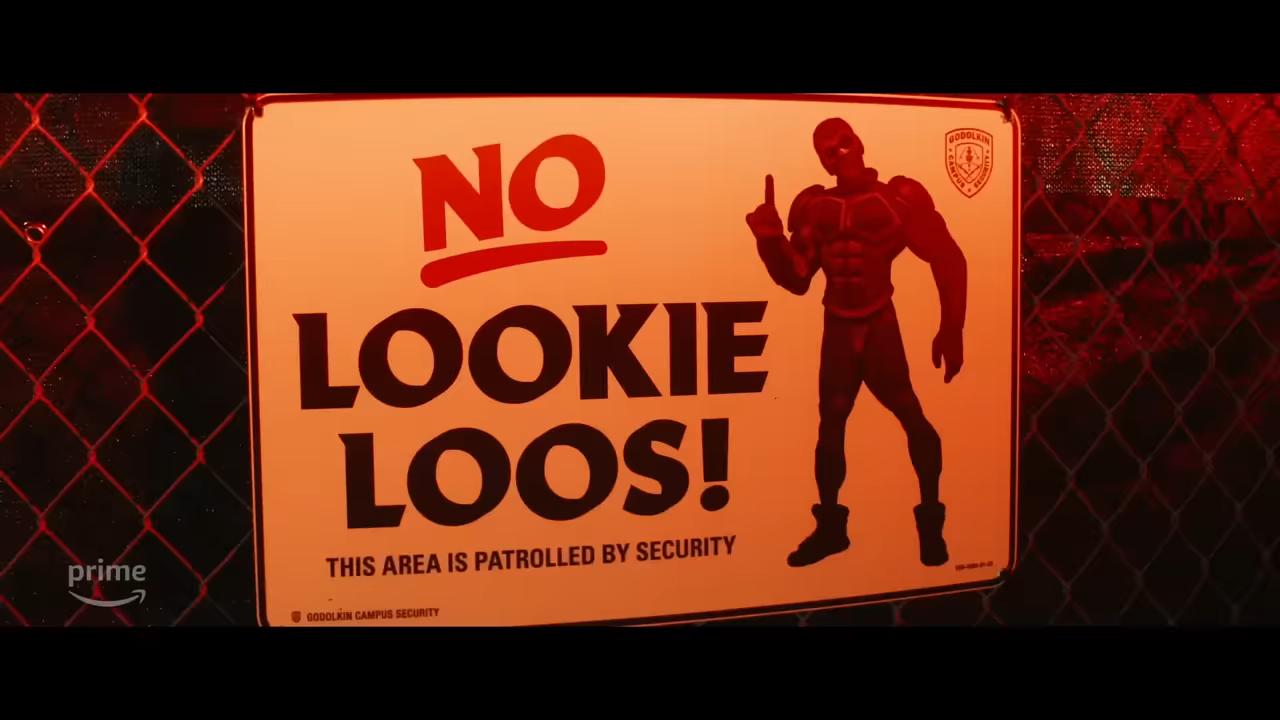 NO
LOOKIE
LOOS!
THIS AREA IS PATROLLED BY SECURITY
GODOLKIN CAMPUS SECURITY
GODOLKIN
CAMPUS SECURITY
prime